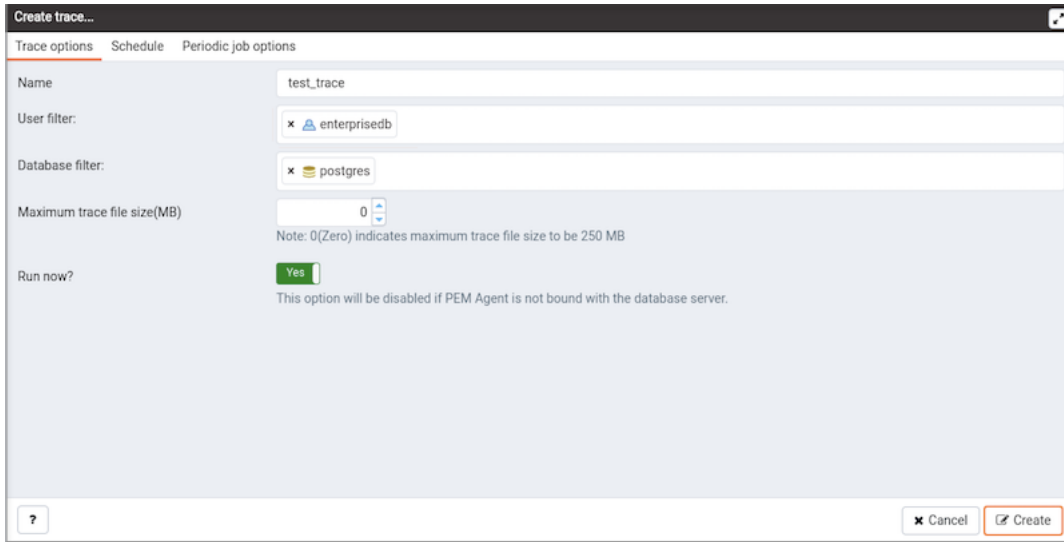 Create trace...
Trace options Schedule Periodic job options
Name test_trace
User filter: × enterprisedb
Database filter: × postgres
Maximum trace file size(MB) 0
Note: 0(Zero) indicates maximum trace file size to be 250 MB
Run now? Yes
This option will be disabled if PEM Agent is not bound with the database server.
? × Cancel Create